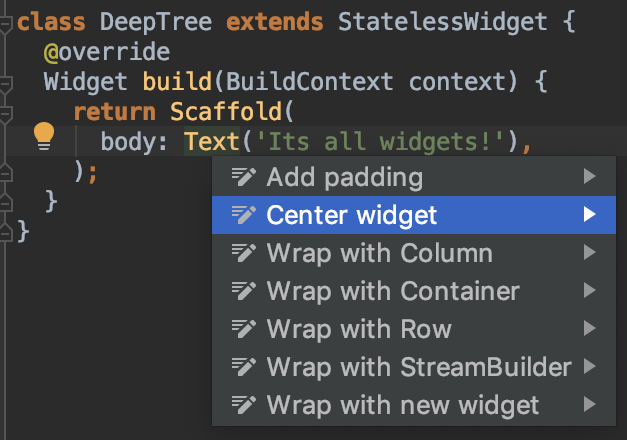 class DeepTree extends StatelessWidget {
@override
Widget build(BuildContext context) {
return Scaffold(
body: Text('Its all widgets!'),
);
}
}
Add padding
Center widget
Wrap with Column
Wrap with Container
Wrap with Row
Wrap with StreamBuilder
Wrap with new widget